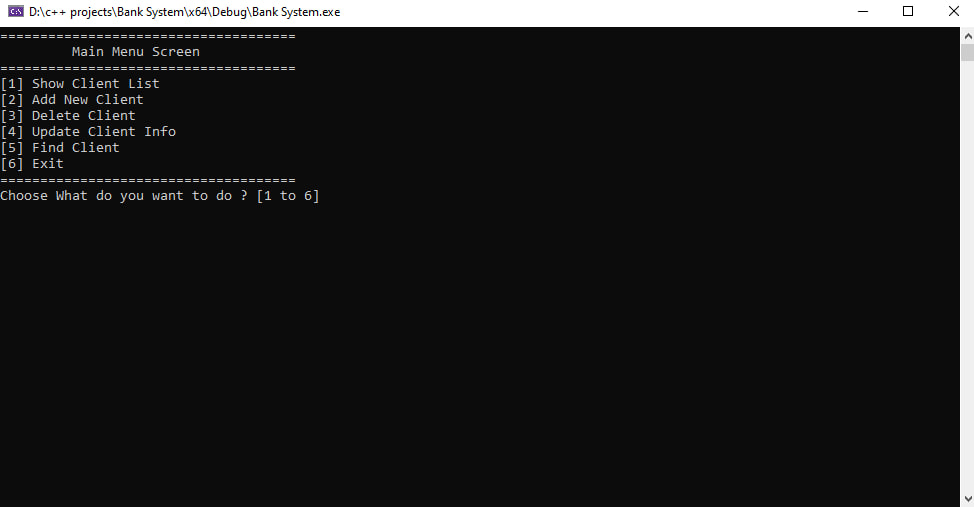 D:\c++ projects\Bank System\x64\Debug\Bank System.exe
=====================================
Main Menu Screen
=====================================
[1] Show Client List
[2] Add New Client
[3] Delete Client
[4] Update Client Info
[5] Find Client
[6] Exit
=====================================
Choose What do you want to do ? [1 to 6]